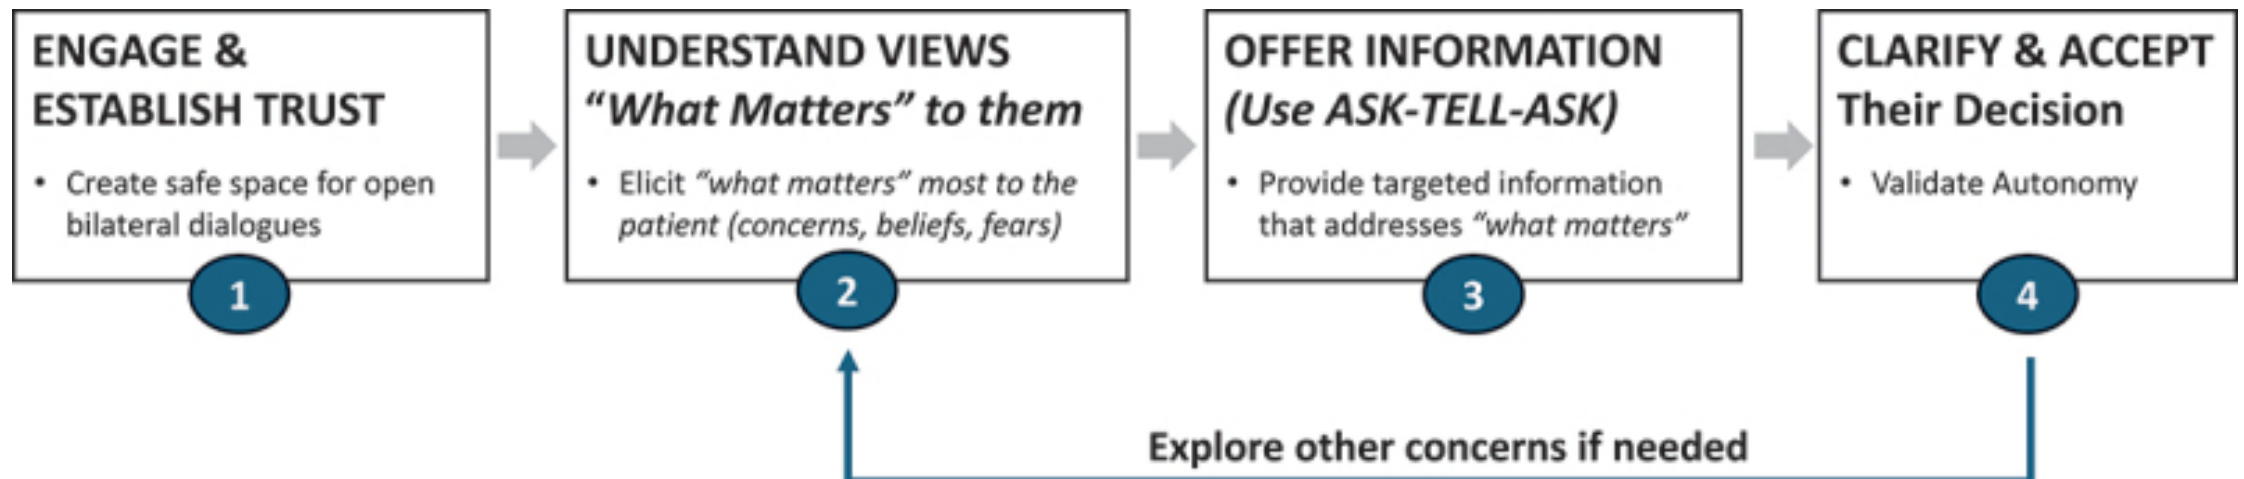 ENGAGE &
ESTABLISH TRUST
• Create safe space for open
bilateral dialogues
1
UNDERSTAND VIEWS
“What Matters” to them
• Elicit “what matters” most to the
patient (concerns, beliefs, fears)
2
OFFER INFORMATION
(Use ASK-TELL-ASK)
• Provide targeted information
that addresses “what matters”
3
CLARIFY & ACCEPT
Their Decision
• Validate Autonomy
4
Explore other concerns if needed